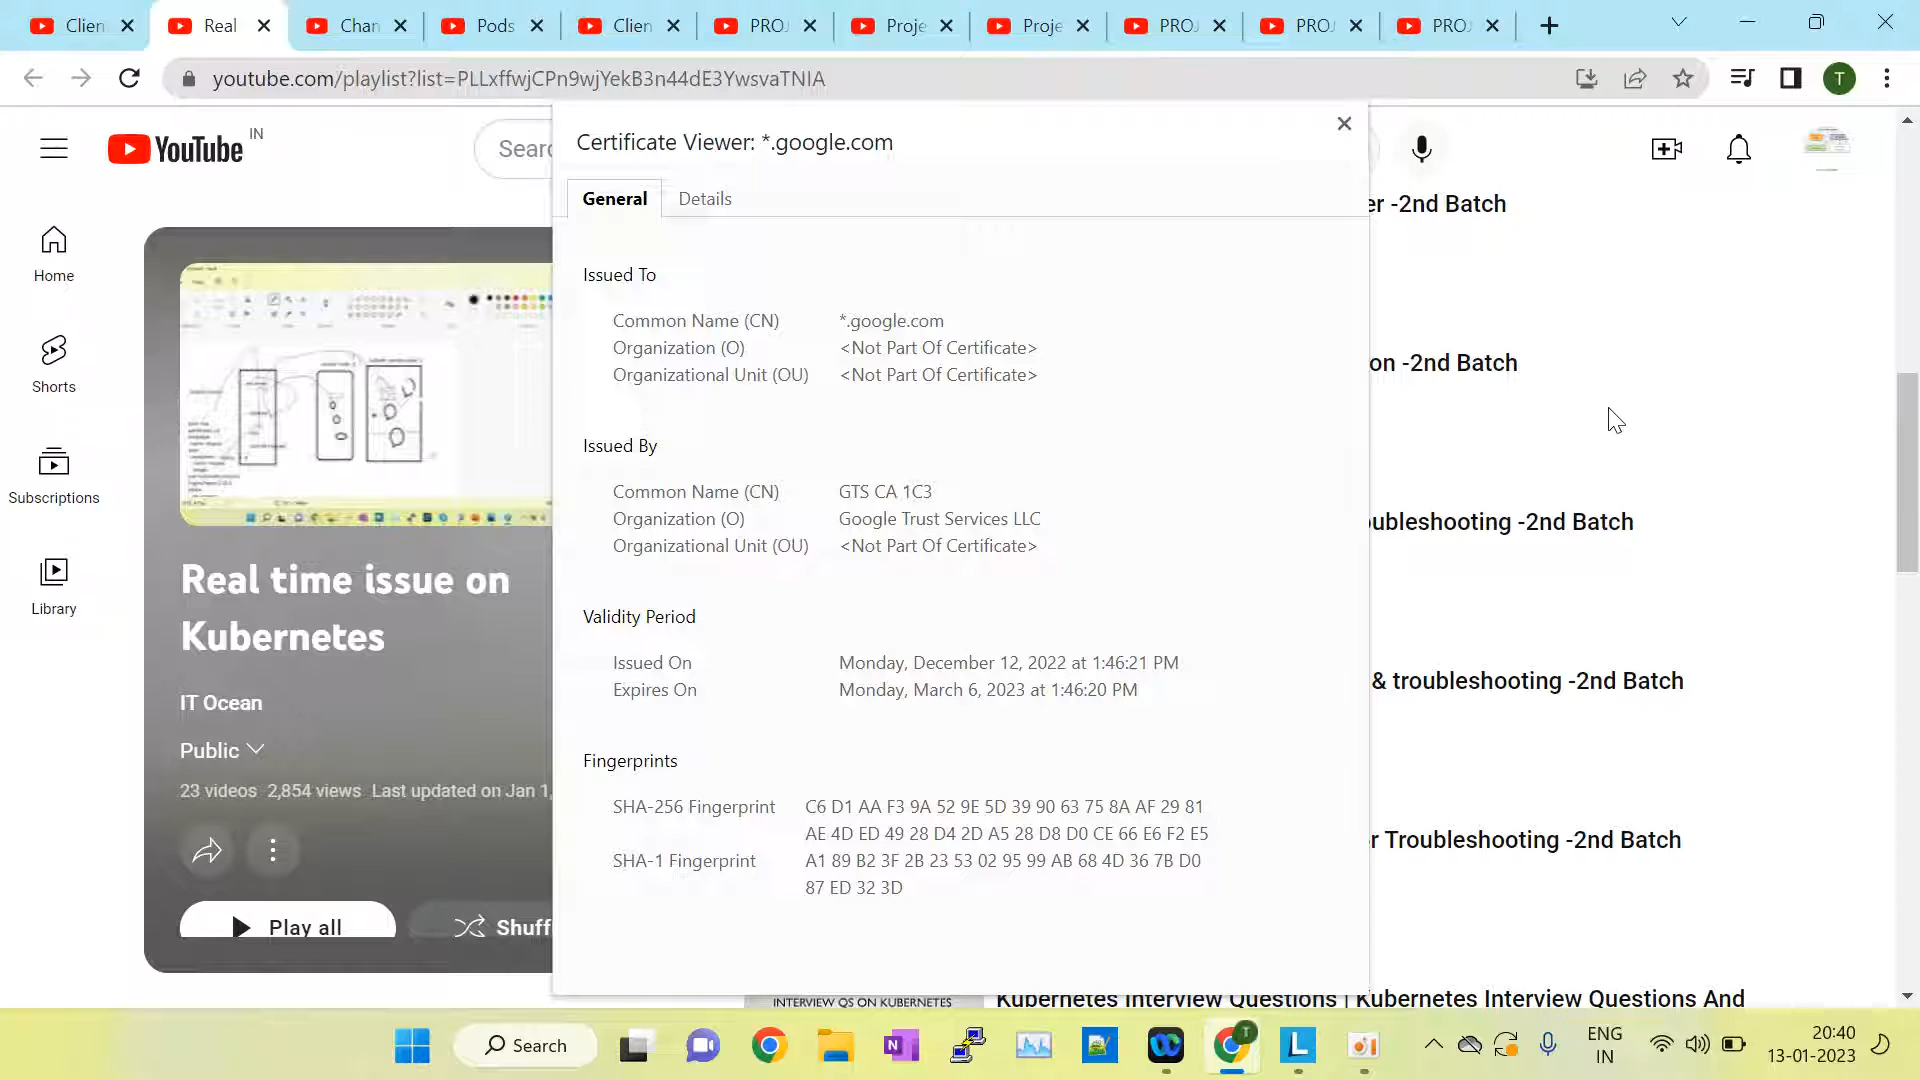 Clien
Real
Chan
Pods
Clien
PRO
Proje
Proje
PRO
PRO
PRO
youtube.com/playlist?list=PLLxffwjCPn9wjYekB3n44dE3YwsvaTNIA
T
YouTube IN
Searc
Home
Shorts
Subscriptions
Library
Real time issue on
Kubernetes
IT Ocean
Public
23 videos 2,854 views Last updated on Jan 1,
Play all
Shuff
Certificate Viewer: *.google.com
General Details
Issued To
Common Name (CN) *.google.com
Organization (O) <Not Part Of Certificate>
Organizational Unit (OU) <Not Part Of Certificate>
Issued By
Common Name (CN) GTS CA 1C3
Organization (O) Google Trust Services LLC
Organizational Unit (OU) <Not Part Of Certificate>
Validity Period
Issued On Monday, December 12, 2022 at 1:46:21 PM
Expires On Monday, March 6, 2023 at 1:46:20 PM
Fingerprints
SHA-256 Fingerprint C6 D1 AA F3 9A 52 9E 5D 39 90 63 75 8A AF 29 81
AE 4D ED 49 28 D4 2D A5 28 D8 D0 CE 66 E6 F2 E5
SHA-1 Fingerprint A1 89 B2 3F 2B 23 53 02 95 99 AB 68 4D 36 7B D0
87 ED 32 3D
er -2nd Batch
on -2nd Batch
oubleshooting -2nd Batch
& troubleshooting -2nd Batch
r Troubleshooting -2nd Batch
INTERVIEW QS ON KUBERNETES
Kubernetes Interview Questions | Kubernetes Interview Questions And
Search
ENG
IN
20:40
13-01-2023